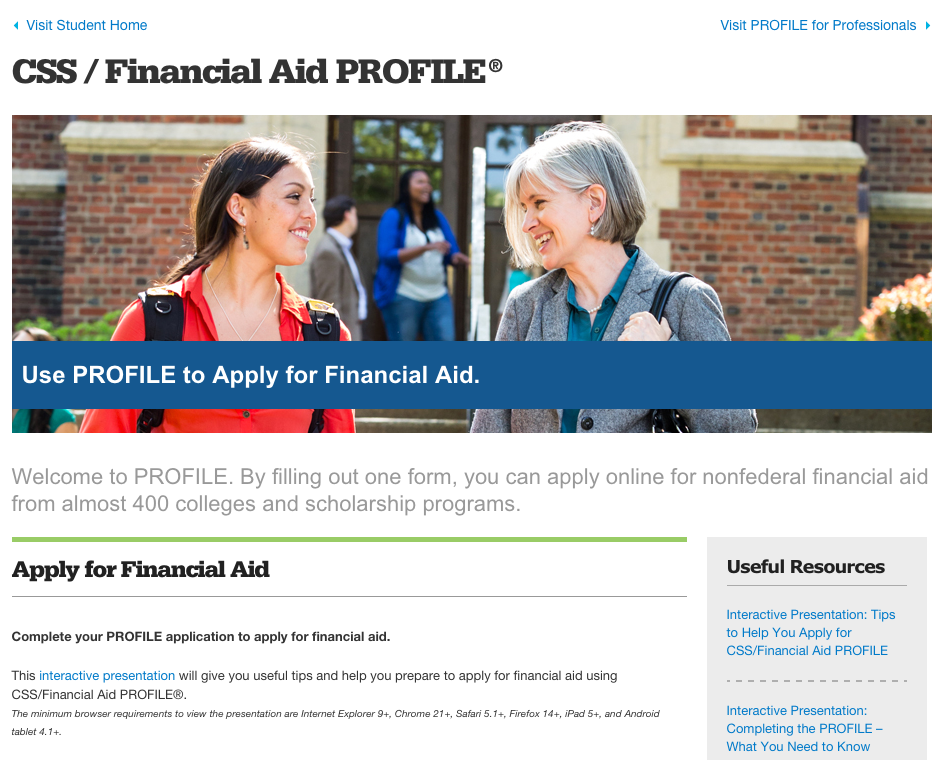 Visit Student Home
Visit PROFILE for Professionals
CSS / Financial Aid PROFILE®
Use PROFILE to Apply for Financial Aid.
Welcome to PROFILE. By filling out one form, you can apply online for nonfederal financial aid
from almost 400 colleges and scholarship programs.
Apply for Financial Aid
Complete your PROFILE application to apply for financial aid.
This interactive presentation will give you useful tips and help you prepare to apply for financial aid using
CSS/Financial Aid PROFILE®.
The minimum browser requirements to view the presentation are Internet Explorer 9+, Chrome 21+, Safari 5.1+, Firefox 14+, iPad 5+, and Android
tablet 4.1+.
Useful Resources
Interactive Presentation: Tips
to Help You Apply for
CSS/Financial Aid PROFILE
Interactive Presentation:
Completing the PROFILE –
What You Need to Know